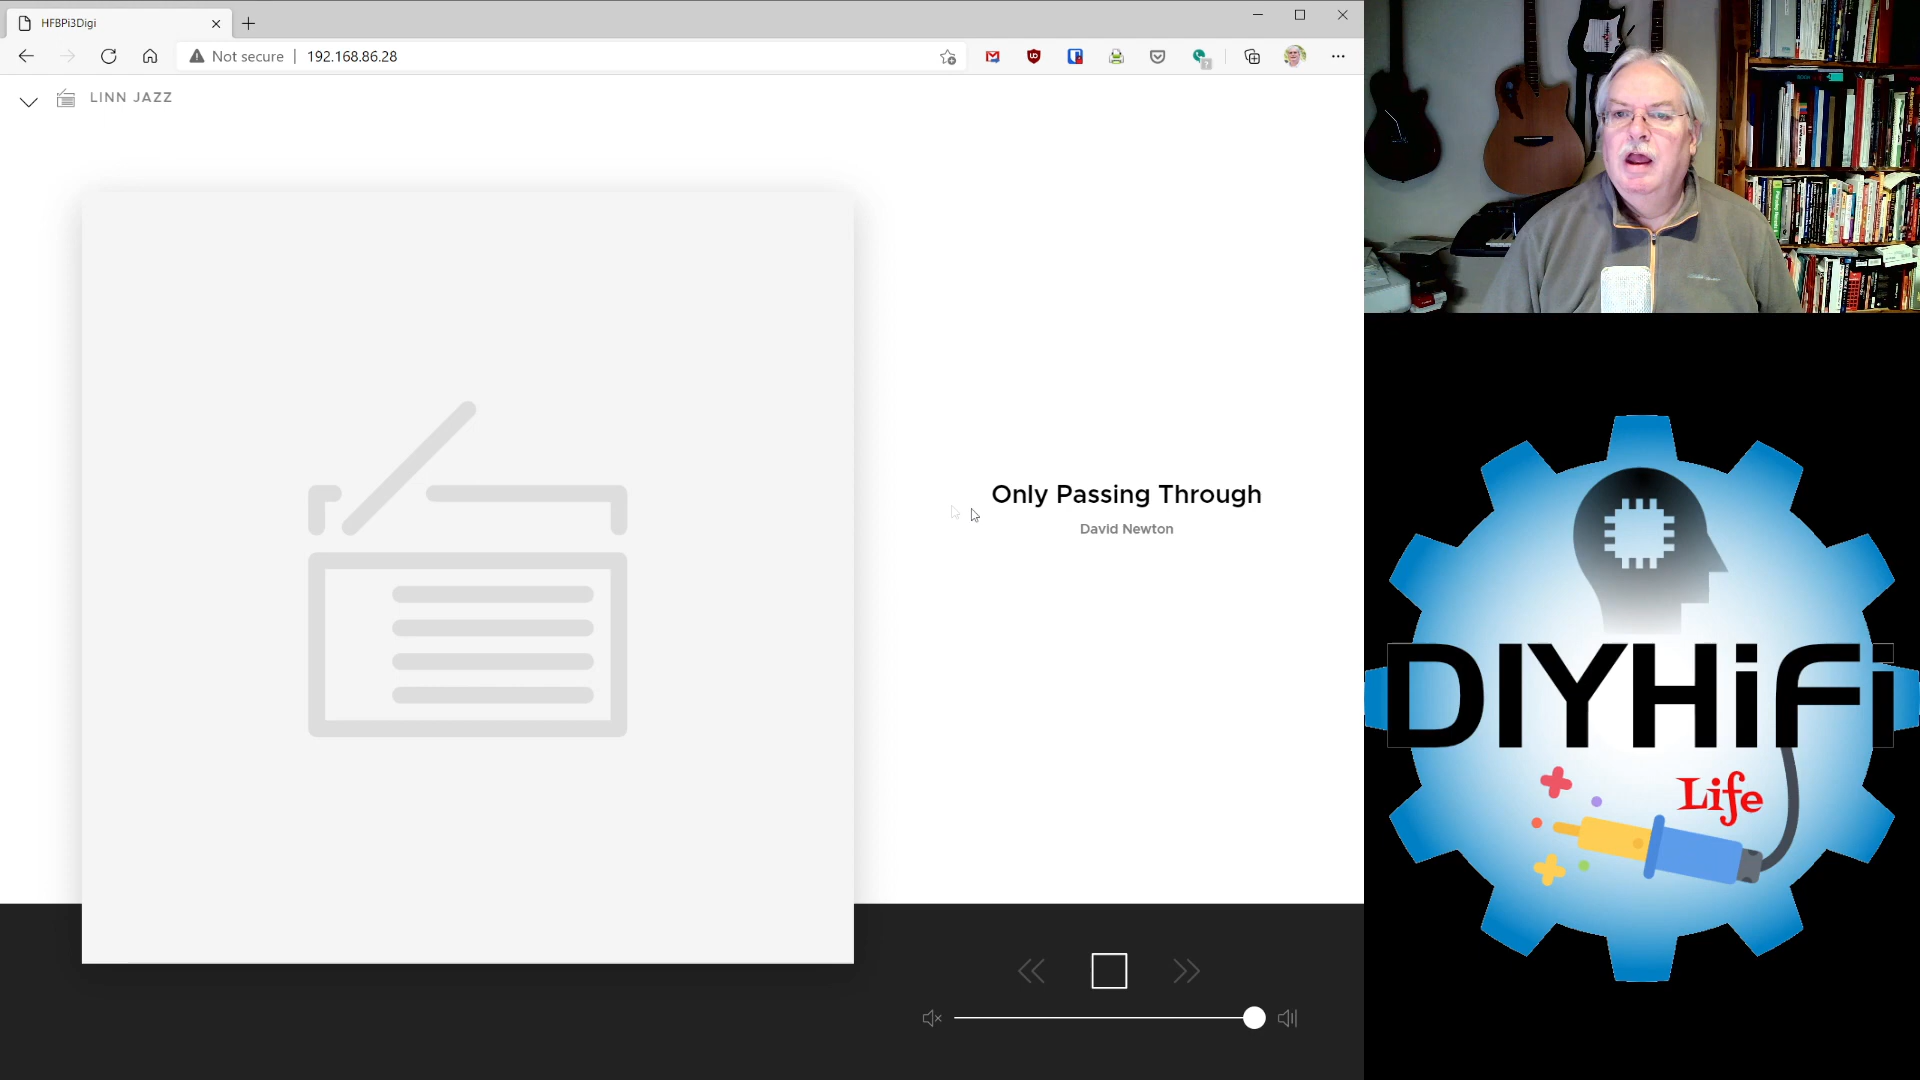 HFBPi3Digi
Not secure
192.168.86.28
LINN JAZZ
Only Passing Through
David Newton
DIYHiFi
Life